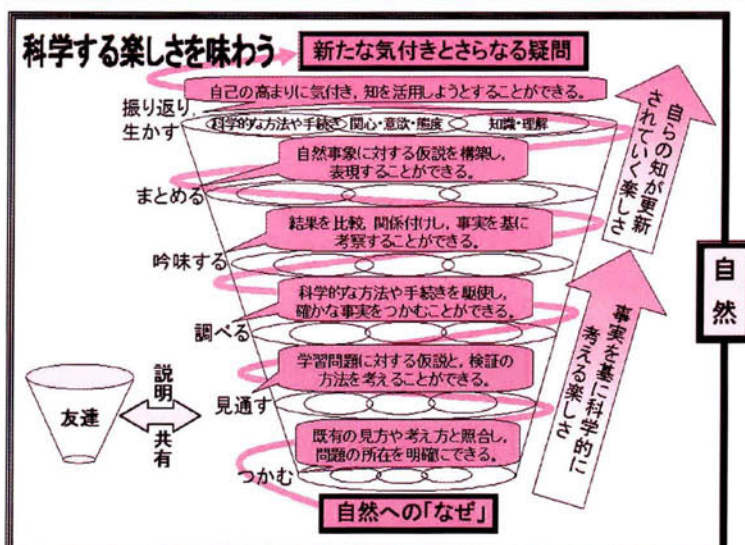 科学する楽しさを味わう
新たな気付きとさらなる疑問
自己の高まりに気付き，知を活用しようとすることができる。
振り返り，
生かす
科学的な方法や手続き 関心・意欲・態度 知識・理解
自然事象に対する仮説を構築し，
表現することができる。
まとめる
結果を比較，関係付けし，事実を基に
考察することができる。
吟味する
科学的な方法や手続きを駆使し，
確かな事実をつかむことができる。
調べる
学習問題に対する仮説と，検証の
方法を考えることができる。
見通す
既有の見方や考え方と照合し，
問題の所在を明確にできる。
つかむ
自然への「なぜ」
友達
説明
共有
自らの知が更新
されていく楽しさ
事実を基に科学的に
考える楽しさ
自然